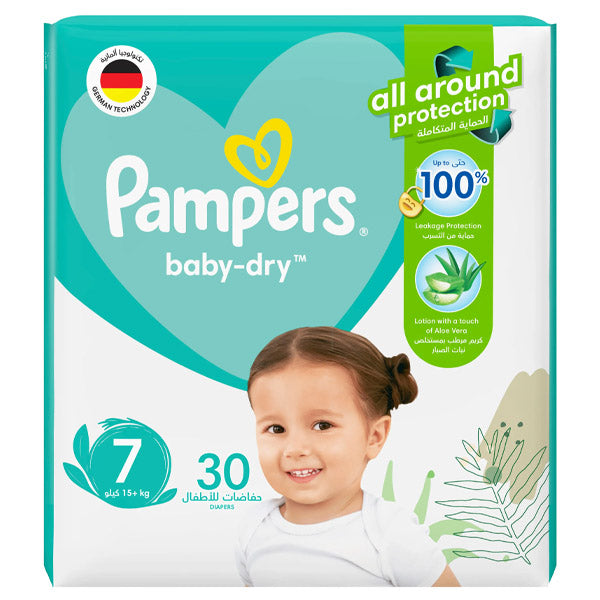 تكنولوجيا ألمانية
GERMAN TECHNOLOGY
all around
protection
الحماية المتكاملة
Pampers®
baby-dry™
Up to حتى
100%
Leakage Protection
حماية من التسرب
Lotion with a touch
of Aloe Vera
كريم مرطب بمستخلص
نبات الصبار
7
15+ kg كيلو
30
حفاضات للأطفال
DIAPERS